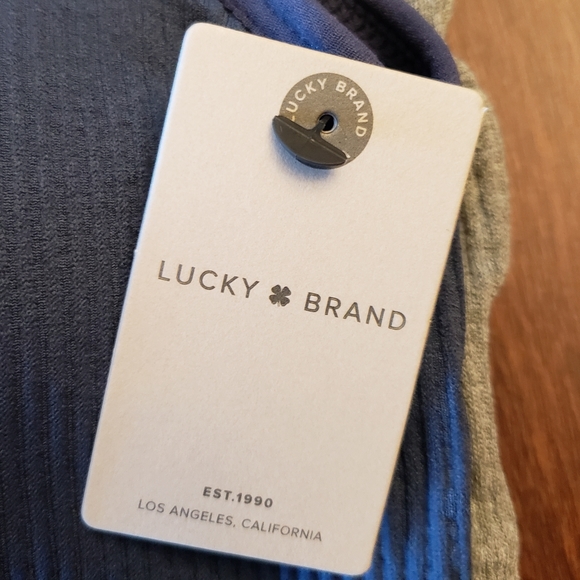 LUCKY BRAND
LUCKY BRAND
EST.1990
LOS ANGELES, CALIFORNIA